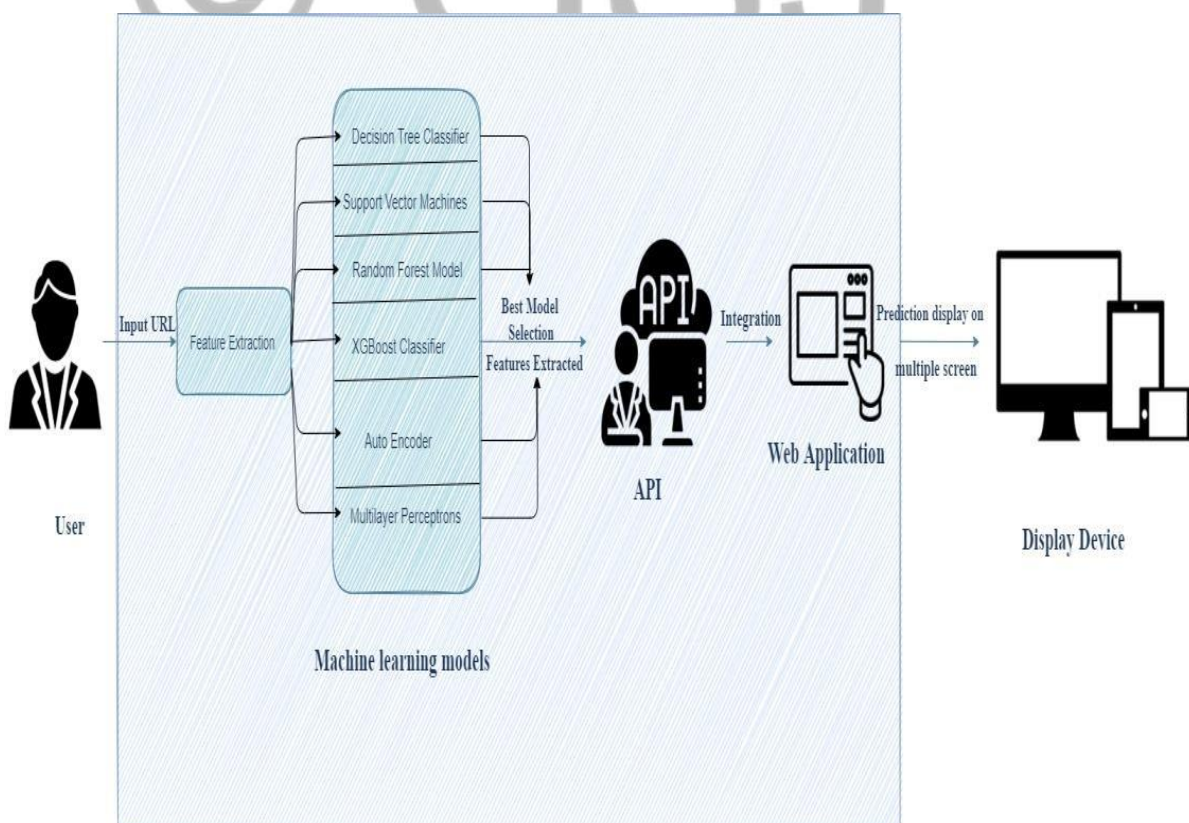 Decision Tree Classifier
Support Vector Machines
Random Forest Model
XGBoost Classifier
Auto Encoder
Multilayer Perceptrons
Input URL
Feature Extraction
Best Model
Selection
Features Extracted
API
Integration
Prediction display on
multiple screen
Web Application
API
User
Display Device
Machine learning models